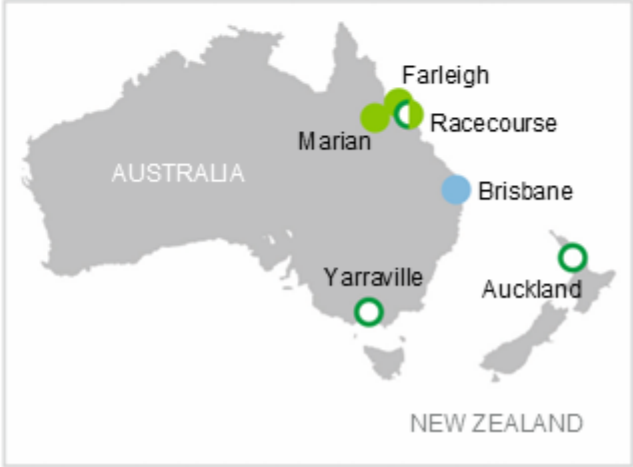 Farleigh
Racecourse
Marian
AUSTRALIA
Brisbane
Yarraville
Auckland
NEW ZEALAND